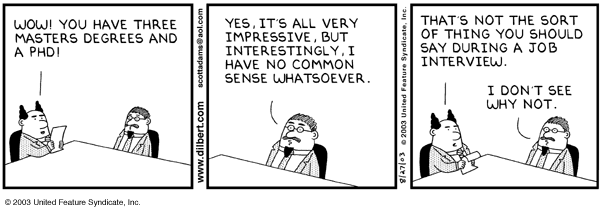 WOW! YOU HAVE THREE
MASTERS DEGREES AND
A PHD!
www.dilbert.com
scottadams@aol.com
YES, IT'S ALL VERY
IMPRESSIVE, BUT
INTERESTINGLY, I
HAVE NO COMMON
SENSE WHATSOEVER.
8/27/03 © 2003 United Feature Syndicate, Inc.
THAT'S NOT THE SORT
OF THING YOU SHOULD
SAY DURING A JOB
INTERVIEW.
I DON'T SEE
WHY NOT.
© 2003 United Feature Syndicate, Inc.